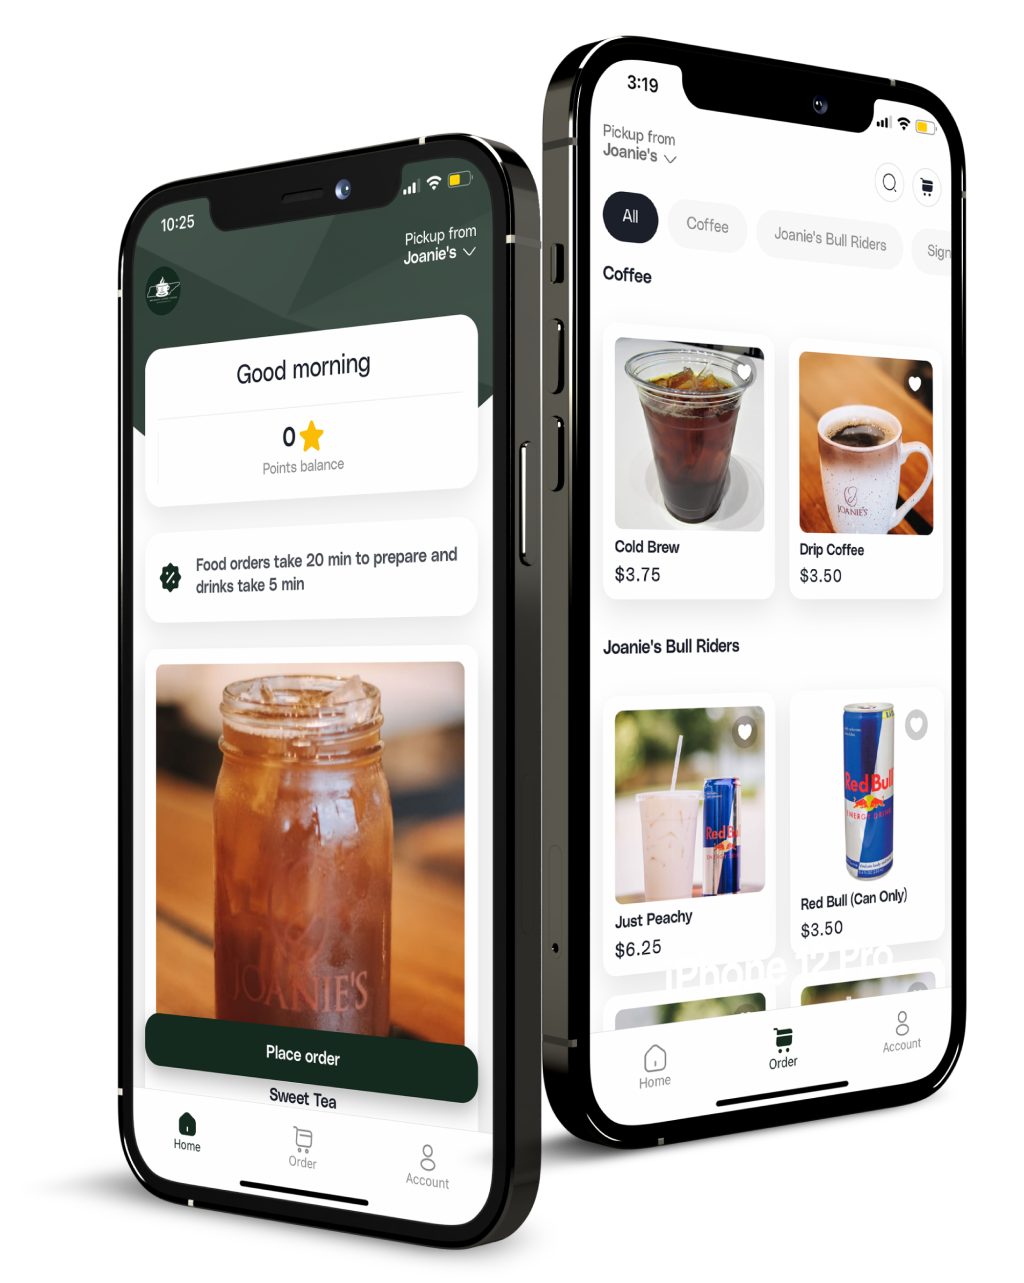 10:25
Pickup from
Joanie's
Good morning
0
Points balance
Food orders take 20 min to prepare and
drinks take 5 min
JOANIE'S
Place order
Sweet Tea
Home
Order
Account
3:19
Pickup from
Joanie's
All
Coffee
Joanie's Bull Riders
Sign
Coffee
JOANIE'S
Cold Brew
$3.75
Drip Coffee
$3.50
Joanie's Bull Riders
Red Bull
Red Bull
ENERGY DRINK
Just Peachy
$6.25
Red Bull (Can Only)
$3.50
iPhone 12 Pro
Home
Order
Account